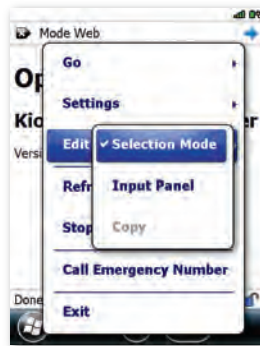 Mode Web
Go
Op
Settings
Kio er
Edit ✓ Selection Mode
Versi
Refr Input Panel
Stop Copy
Call Emergency Number
Done
Exit